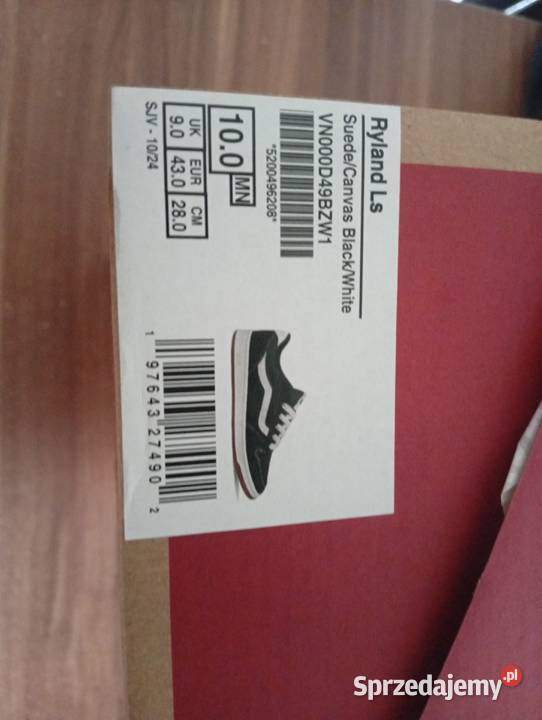 Ryland Ls
Suede/Canvas Black/White
VN000D49BZW1
*5200496208*
10.0 MN
UK EUR CM
9.0 43.0 28.0
SJV - 10/24
1 97643 27490 2
Sprzedajemy.pl